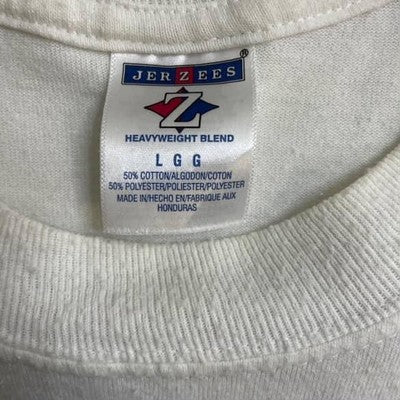 JERZEES®
Z
HEAVYWEIGHT BLEND
L G G
50% COTTON/ALGODON/COTON
50% POLYESTER/POLIESTER/POLYESTER
MADE IN/HECHO EN/FABRIQUE AUX
HONDURAS